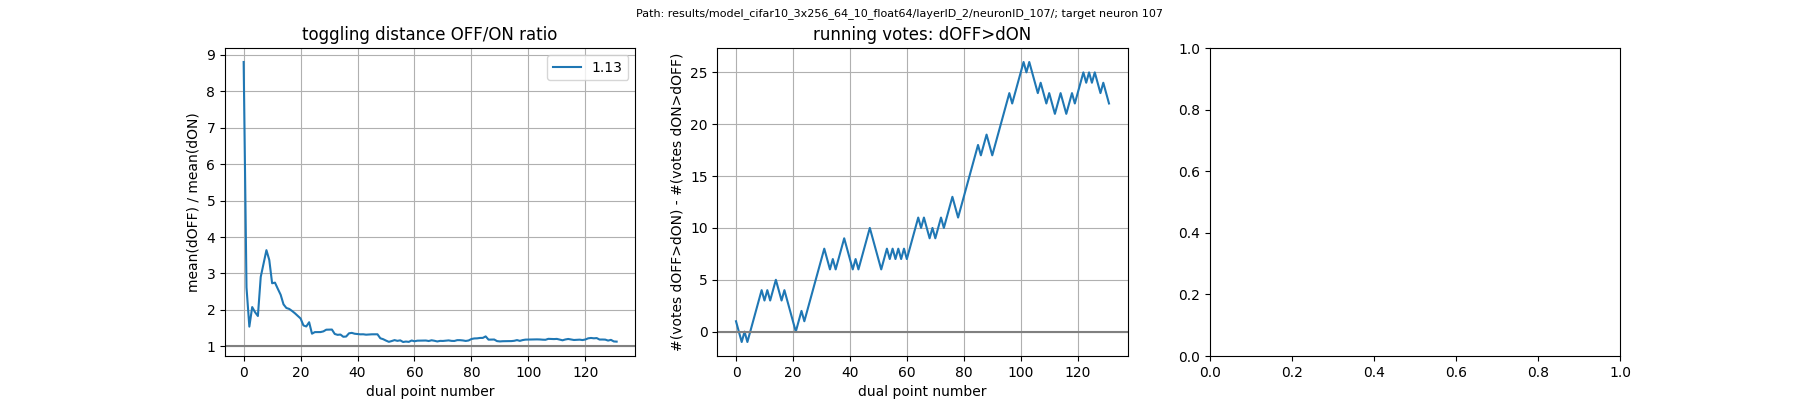 Path: results/model_cifar10_3x256_64_10_float64/layerID_2/neuronID_107/; target neuron 107
toggling distance OFF/ON ratio
mean(dOFF) / mean(dON)
9
8
7
6
5
4
3
2
1
1.13
0 20 40 60 80 100 120
dual point number
running votes: dOFF>dON
#(votes dOFF>dON) - #(votes dON>dOFF)
25
20
15
10
5
0
0 20 40 60 80 100 120
dual point number
1.0
0.8
0.6
0.4
0.2
0.0
0.0 0.2 0.4 0.6 0.8 1.0